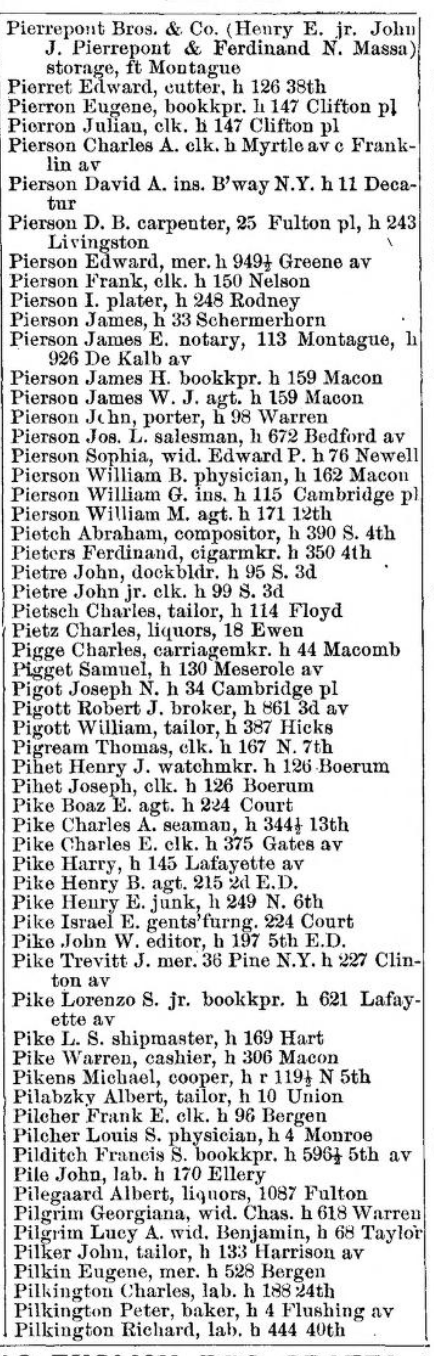 Pierrepont Bros. & Co. (Henry E. jr. John
J. Pierrepont & Ferdinand N. Massa)
storage, ft Montague
Pierret Edward, cutter, h 126 38th
Pierron Eugene, bookkpr. h 147 Clifton pl
Pierron Julian, clk. h 147 Clifton pl
Pierson Charles A. clk. h Myrtle av c Frank-
lin av
Pierson David A. ins. B'way N.Y. h 11 Deca-
tur
Pierson D. B. carpenter, 25 Fulton pl, h 243
Livingston
Pierson Edward, mer. h 949½ Greene av
Pierson Frank, clk. h 150 Nelson
Pierson I. plater, h 248 Rodney
Pierson James, h 33 Schermerhorn
Pierson James E. notary, 113 Montague, h
926 De Kalb av
Pierson James H. bookkpr. h 159 Macon
Pierson James W. J. agt. h 159 Macon
Pierson John, porter, h 98 Warren
Pierson Jos. L. salesman, h 672 Bedford av
Pierson Sophia, wid. Edward P. h 76 Newell
Pierson William B. physician, h 162 Macon
Pierson William G. ins. h 115 Cambridge pl
Pierson William M. agt. h 171 12th
Pietch Abraham, compositor, h 390 S. 4th
Pieters Ferdinand, cigarmkr. h 350 4th
Pietre John, dockbldr. h 95 S. 3d
Pietre John jr. clk. h 99 S. 3d
Pietsch Charles, tailor, h 114 Floyd
Pietz Charles, liquors, 18 Ewen
Pigge Charles, carriagemkr. h 44 Macomb
Pigget Samuel, h 130 Meserole av
Pigot Joseph N. h 34 Cambridge pl
Pigott Robert J. broker, h 861 3d av
Pigott William, tailor, h 387 Hicks
Pigream Thomas, clk. h 167 N. 7th
Pihet Henry J. watchmkr. h 126 Boerum
Pihet Joseph, clk. h 126 Boerum
Pike Boaz E. agt. h 224 Court
Pike Charles A. seaman, h 344½ 13th
Pike Charles E. clk. h 375 Gates av
Pike Harry, h 145 Lafayette av
Pike Henry B. agt. 215 2d E.D.
Pike Henry E. junk, h 249 N. 6th
Pike Israel E. gents' furng. 224 Court
Pike John W. editor, h 197 5th E.D.
Pike Trevitt J. mer. 36 Pine N.Y. h 227 Clin-
ton av
Pike Lorenzo S. jr. bookkpr. h 621 Lafay-
ette av
Pike L. S. shipmaster, h 169 Hart
Pike Warren, cashier, h 306 Macon
Pikens Michael, cooper, h r 119½ N 5th
Pilabzky Albert, tailor, h 10 Union
Pilcher Frank E. clk. h 96 Bergen
Pilcher Louis S. physician, h 4 Monroe
Pilditch Francis S. bookkpr. h 596½ 5th av
Pile John, lab. h 170 Ellery
Pilegaard Albert, liquors, 1087 Fulton
Pilgrim Georgiana, wid. Chas. h 618 Warren
Pilgrim Lucy A. wid. Benjamin, h 68 Taylor
Pilker John, tailor, h 133 Harrison av
Pilkin Eugene, mer. h 528 Bergen
Pilkington Charles, lab. h 188 24th
Pilkington Peter, baker, h 4 Flushing av
Pilkington Richard, lab. h 444 40th